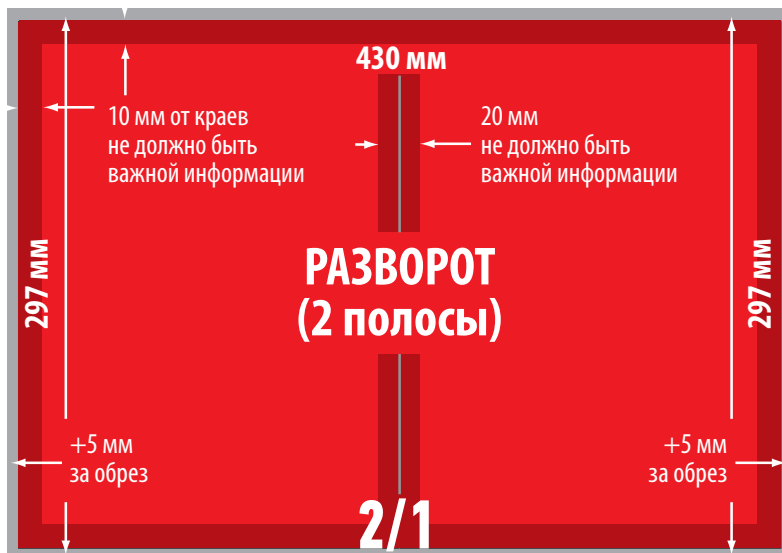 430 мм
10 мм от краев
не должно быть
важной информации
20 мм
не должно быть
важной информации
297 мм
РАЗВОРОТ
(2 полосы)
297 мм
+5 мм
за обрез
+5 мм
за обрез
2/1